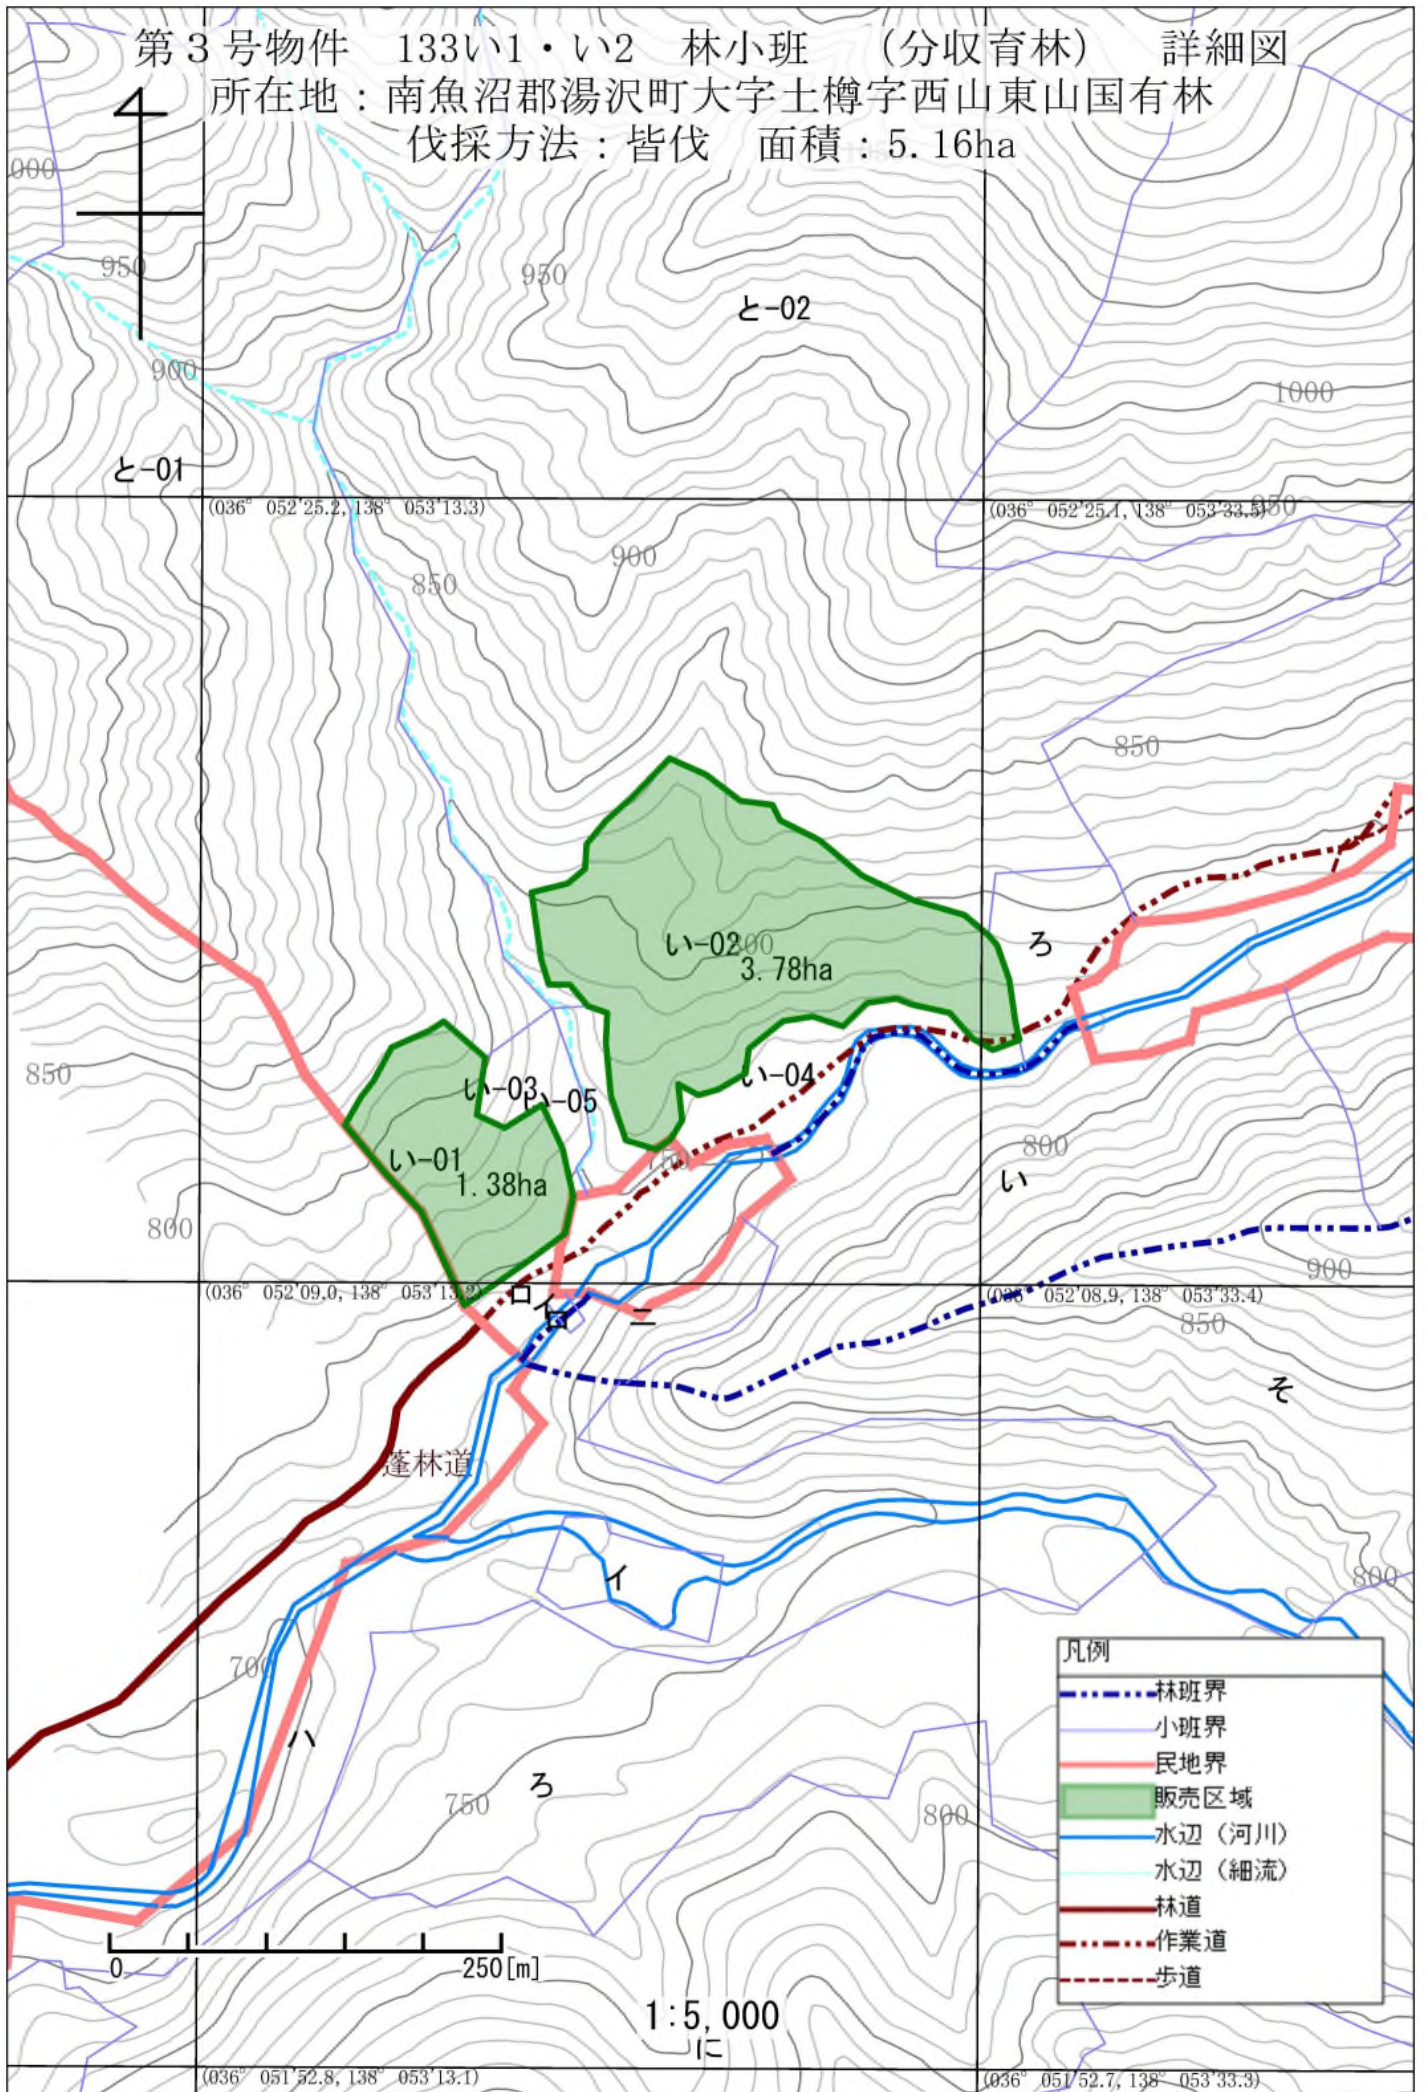 第３号物件　133い1・い2　林小班　（分収育林）　詳細図
所在地：南魚沼郡湯沢町大字土樽字西山東山国有林
伐採方法：皆伐　面積：5.16ha
000
950
950
と-02
900
1000
と-01
(036° 052'25.2, 138° 053'13.3)
(036° 052'25.1, 138° 053'33.5)
950
900
850
850
い-02
800
3.78ha
ろ
850
い-03
い-05
い-04
い-01
1.38ha
750
800
い
800
900
(036° 052'09.0, 138° 053'13.2)
(036° 052'08.9, 138° 053'33.4)
ロ
イ
ニ
850
そ
蓬林道
イ
800
700
ハ
ろ
750
800
凡例
林班界
小班界
民地界
販売区域
水辺（河川）
水辺（細流）
林道
作業道
歩道
0
250[m]
1:5,000
に
(036° 051'52.8, 138° 053'13.1)
(036° 051'52.7, 138° 053'33.3)